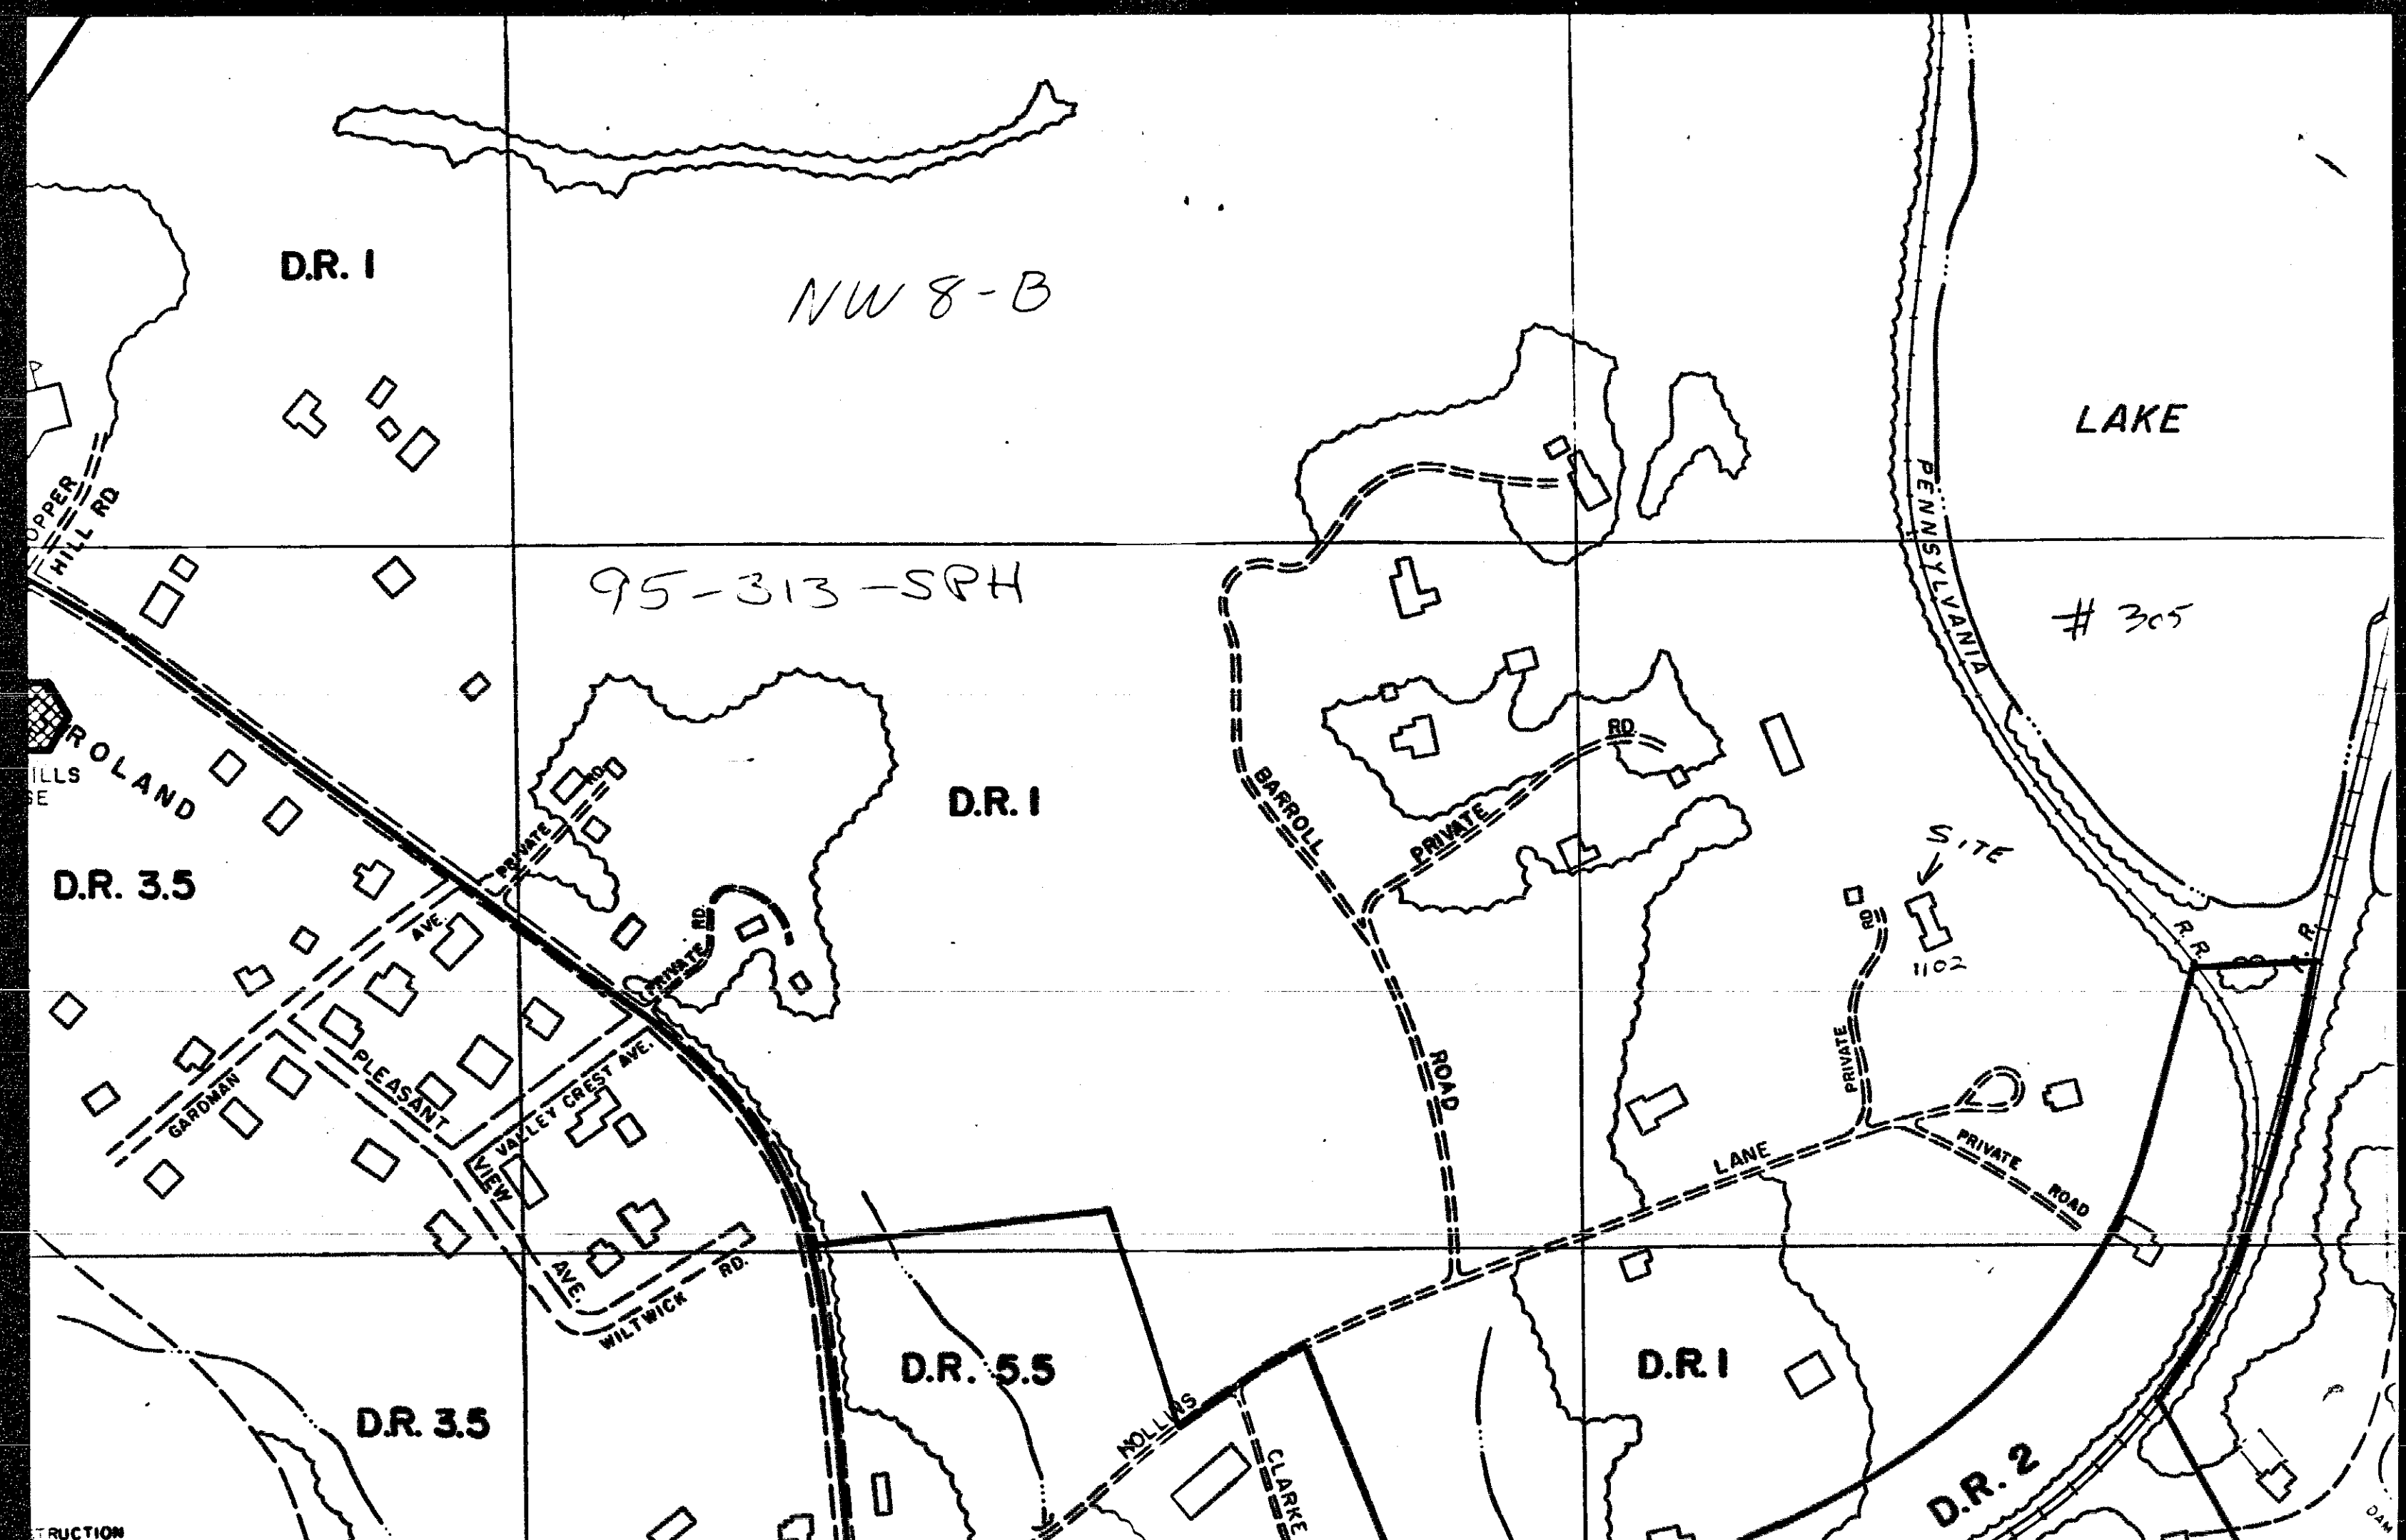 D.R. 1
NW 8-B
LAKE
HILL RD
PENNSYLVANIA
95-313-SPH
# 305
ROLAND
ILLS
RD.
RD.
BARROLL
PRIVATE
D.R. 1
PRIVATE
SITE
D.R. 3.5
AVE.
PRIVATE RD.
RD
1102
R.R.
R.
PLEASANT
VALLEY CREST AVE.
GARDMAN
ROAD
PRIVATE
LANE
PRIVATE
ROAD
VIEW
AVE.
WILTWICK
RD.
D.R. 5.5
D.R. 1
D.R. 3.5
HOLLINS
CLARKE
D.R. 2
TRUCTION